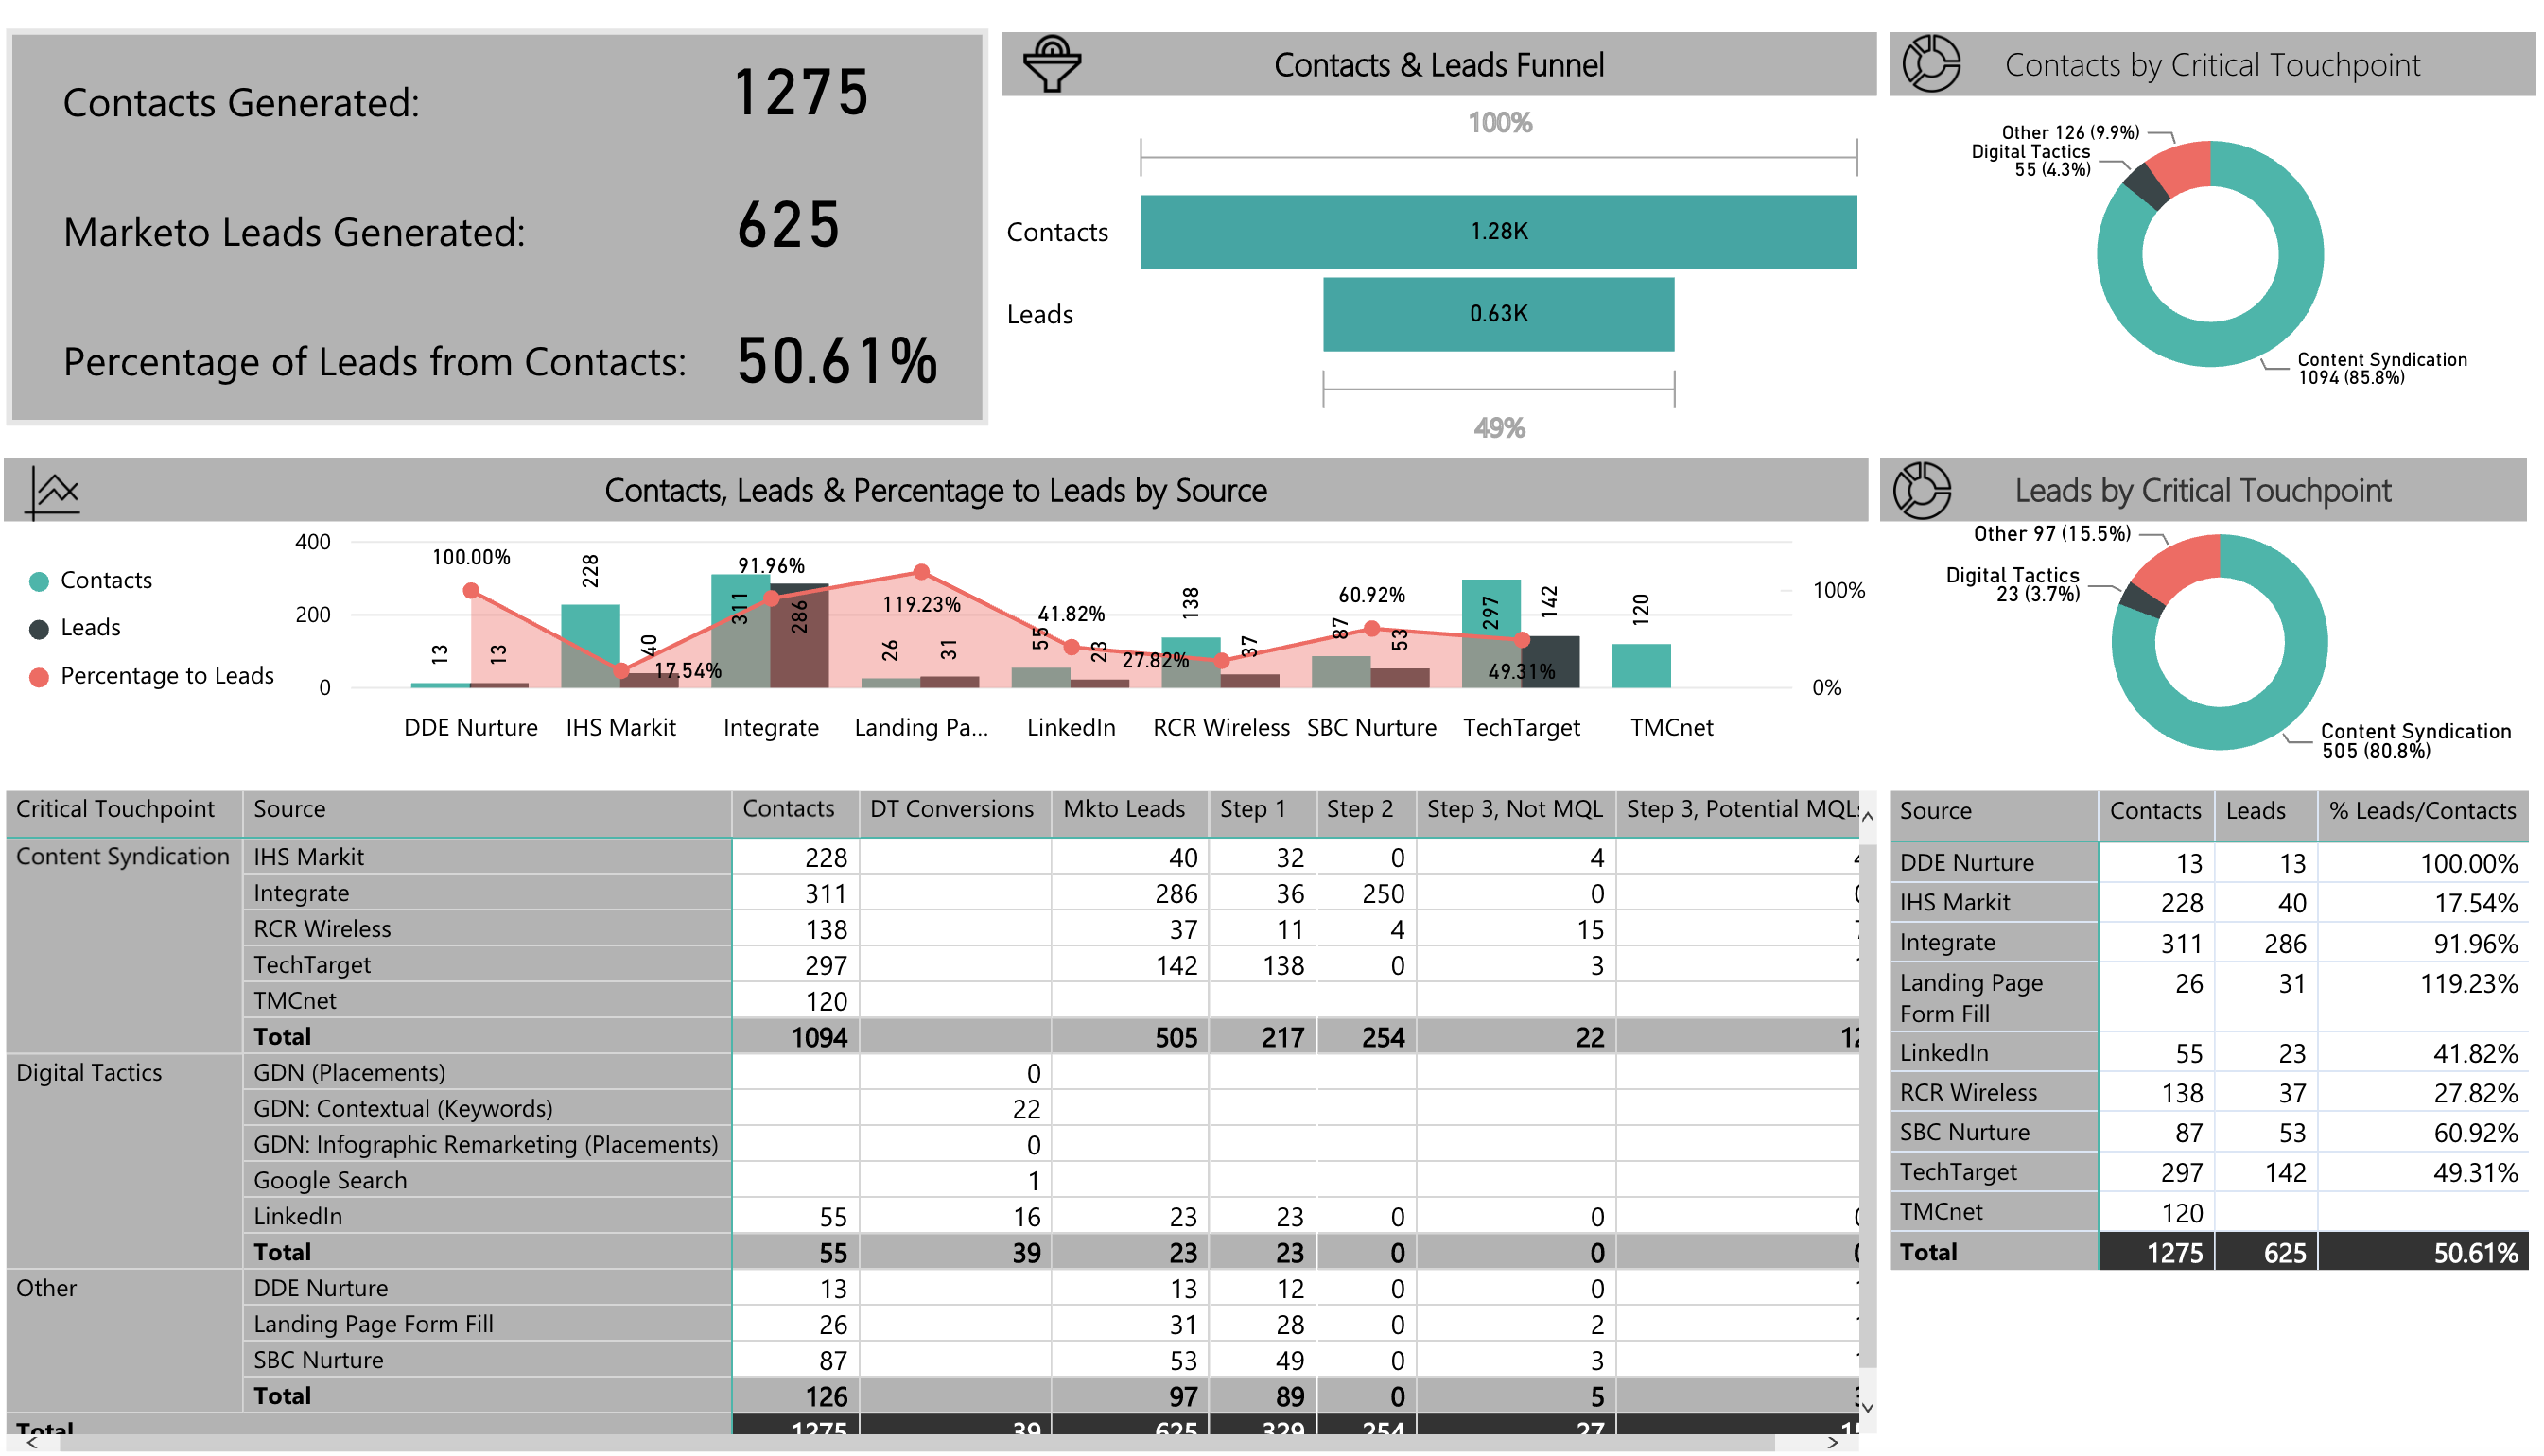 Contacts Generated: 1275
Marketo Leads Generated: 625
Percentage of Leads from Contacts: 50.61%
Contacts & Leads Funnel
100%
Contacts 1.28K
Leads 0.63K
49%
Contacts by Critical Touchpoint
Other 126 (9.9%)
Digital Tactics
55 (4.3%)
Content Syndication
1094 (85.8%)
Contacts, Leads & Percentage to Leads by Source
Contacts
Leads
Percentage to Leads
400
200
0
100%
0%
13 13 100.00%
228 40 17.54%
311 286 91.96%
26 31 119.23%
55 23 41.82%
138 37 27.82%
87 53 60.92%
297 142 49.31%
120
DDE Nurture IHS Markit Integrate Landing Pa... LinkedIn RCR Wireless SBC Nurture TechTarget TMCnet
Leads by Critical Touchpoint
Other 97 (15.5%)
Digital Tactics
23 (3.7%)
Content Syndication
505 (80.8%)
Critical Touchpoint Source Contacts DT Conversions Mkto Leads Step 1 Step 2 Step 3, Not MQL Step 3, Potential MQLs
Content Syndication IHS Markit 228 40 32 0 4
Integrate 311 286 36 250 0
RCR Wireless 138 37 11 4 15
TechTarget 297 142 138 0 3
TMCnet 120
Total 1094 505 217 254 22
Digital Tactics GDN (Placements) 0
GDN: Contextual (Keywords) 22
GDN: Infographic Remarketing (Placements) 0
Google Search 1
LinkedIn 55 16 23 23 0 0
Total 55 39 23 23 0 0
Other DDE Nurture 13 13 12 0 0
Landing Page Form Fill 26 31 28 0 2
SBC Nurture 87 53 49 0 3
Total 126 97 89 0 5
Total 1275 39 625 329 254 27
Source Contacts Leads % Leads/Contacts
DDE Nurture 13 13 100.00%
IHS Markit 228 40 17.54%
Integrate 311 286 91.96%
Landing Page
Form Fill 26 31 119.23%
LinkedIn 55 23 41.82%
RCR Wireless 138 37 27.82%
SBC Nurture 87 53 60.92%
TechTarget 297 142 49.31%
TMCnet 120
Total 1275 625 50.61%